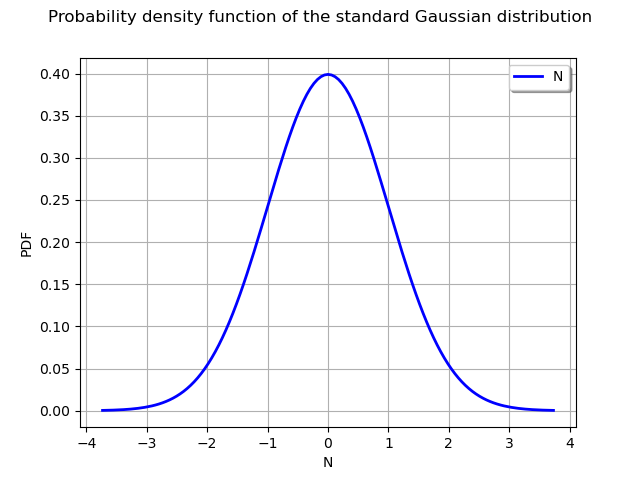 Probability density function of the standard Gaussian distribution
N
0.40
0.35
0.30
0.25
0.20
0.15
0.10
0.05
0.00
PDF
−4 −3 −2 −1 0 1 2 3 4
N